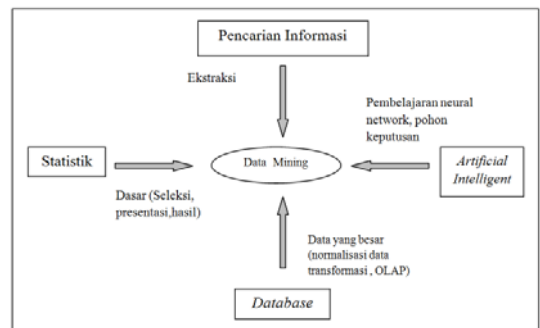 Pencarian Informasi
Ekstraksi
Pembelajaran neural
network, pohon
keputusan
Statistik
Data Mining
Artificial
Intelligent
Dasar (Seleksi,
presentasi,hasil)
Data yang besar
(normalisasi data
transformasi , OLAP)
Database